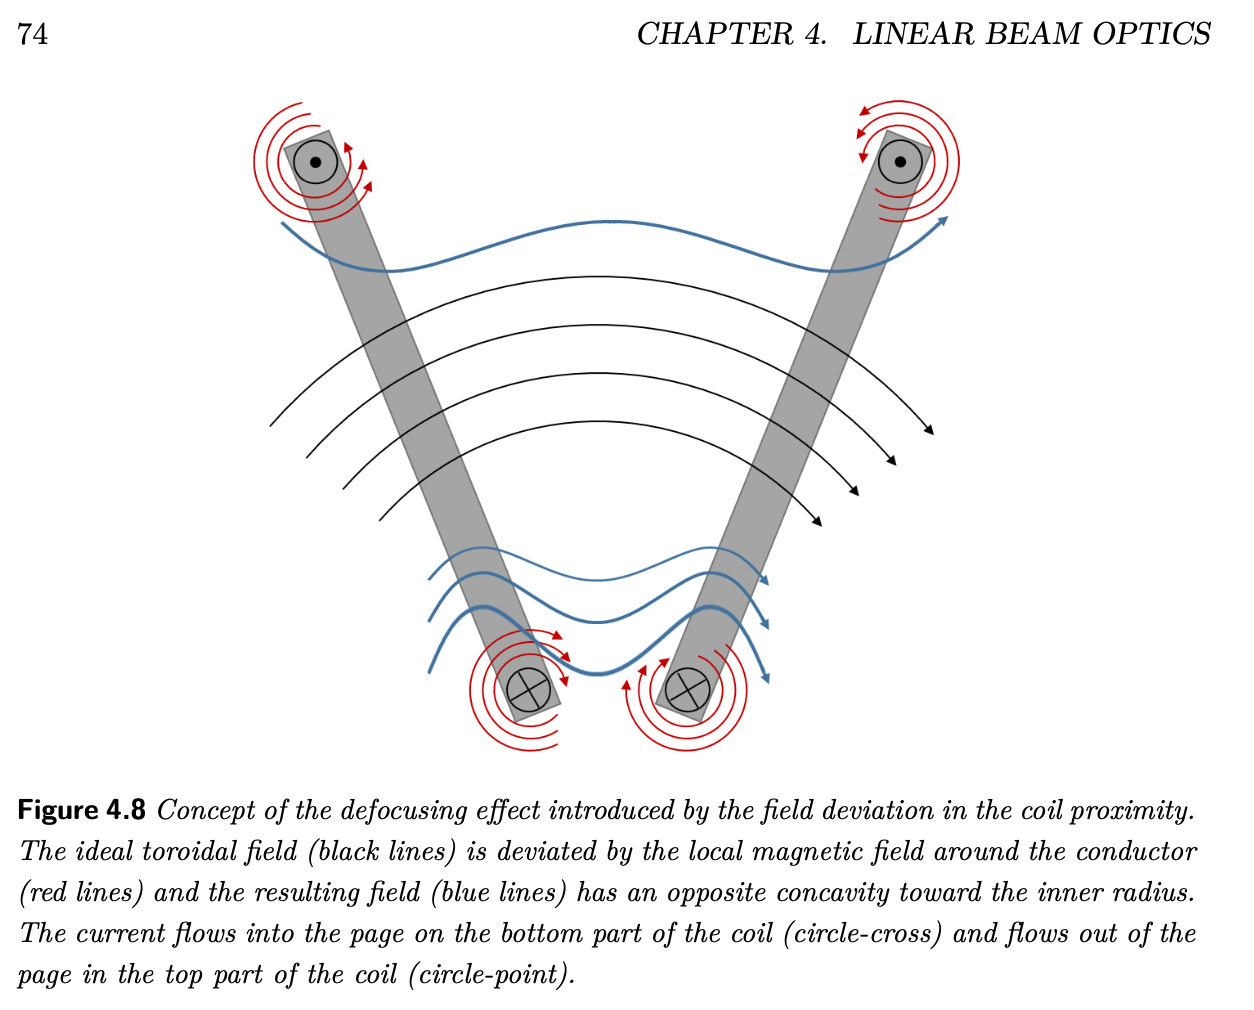 74
CHAPTER 4. LINEAR BEAM OPTICS
Figure 4.8 Concept of the defocusing effect introduced by the field deviation in the coil proximity.
The ideal toroidal field (black lines) is deviated by the local magnetic field around the conductor
(red lines) and the resulting field (blue lines) has an opposite concavity toward the inner radius.
The current flows into the page on the bottom part of the coil (circle-cross) and flows out of the
page in the top part of the coil (circle-point).